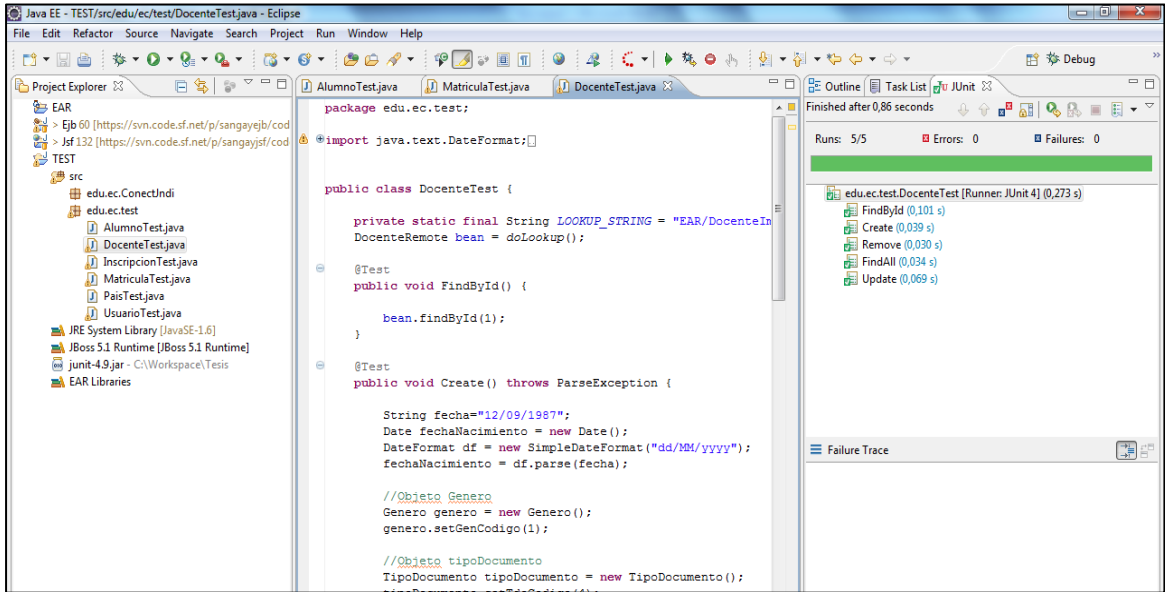 Java EE - TEST/src/edu/ec/test/DocenteTest.java - Eclipse
File Edit Refactor Source Navigate Search Project Run Window Help
Debug
Project Explorer
EAR
> Ejb 60 [https://svn.code.sf.net/p/sangayejb/cod
> Jsf 132 [https://svn.code.sf.net/p/sangayjsf/cod
TEST
src
edu.ec.ConectJndi
edu.ec.test
AlumnoTest.java
DocenteTest.java
InscripcionTest.java
MatriculaTest.java
PaisTest.java
UsuarioTest.java
JRE System Library [JavaSE-1.6]
JBoss 5.1 Runtime [JBoss 5.1 Runtime]
junit-4.9.jar - C:\Workspace\Tesis
EAR Libraries
AlumnoTest.java MatriculaTest.java DocenteTest.java
package edu.ec.test;
import java.text.DateFormat;
public class DocenteTest {
private static final String LOOKUP_STRING = "EAR/DocenteIm
DocenteRemote bean = doLookup();
@Test
public void FindById() {
bean.findById(1);
}
@Test
public void Create() throws ParseException {
String fecha="12/09/1987";
Date fechaNacimiento = new Date();
DateFormat df = new SimpleDateFormat("dd/MM/yyyy");
fechaNacimiento = df.parse(fecha);
//Objeto Genero
Genero genero = new Genero();
genero.setGenCodigo(1);
//Objeto tipoDocumento
TipoDocumento tipoDocumento = new TipoDocumento();
Outline Task List JUnit
Finished after 0,86 seconds
Runs: 5/5 Errors: 0 Failures: 0
edu.ec.test.DocenteTest [Runner: JUnit 4] (0,273 s)
FindById (0,101 s)
Create (0,039 s)
Remove (0,030 s)
FindAll (0,034 s)
Update (0,069 s)
Failure Trace